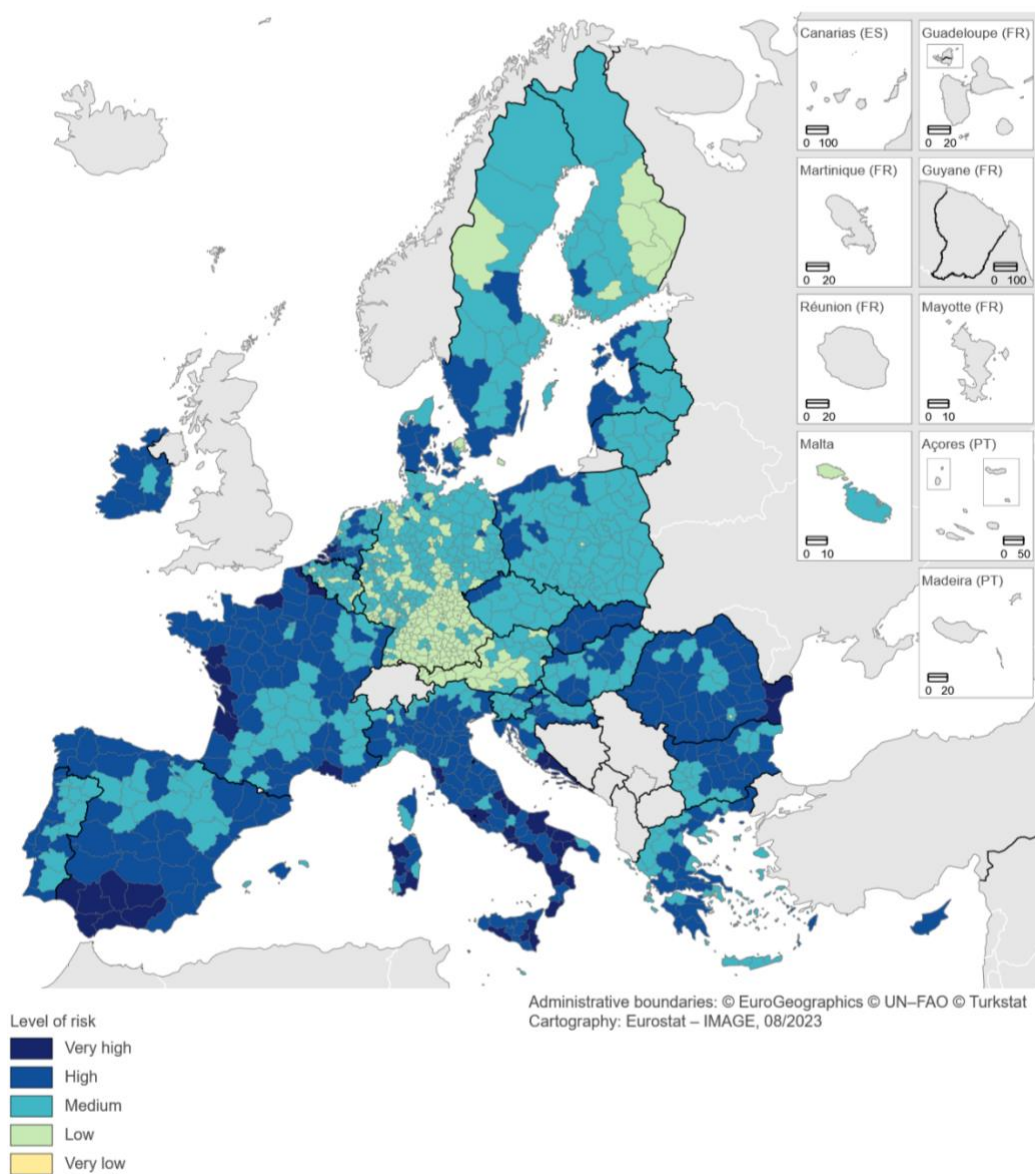 Canarias (ES)
0 100
Guadeloupe (FR)
0 20
Martinique (FR)
0 20
Guyane (FR)
0 100
Réunion (FR)
0 20
Mayotte (FR)
0 10
Malta
0 10
Açores (PT)
0 50
Madeira (PT)
0 20
Administrative boundaries: © EuroGeographics © UN–FAO © Turkstat
Cartography: Eurostat – IMAGE, 08/2023
Level of risk
Very high
High
Medium
Low
Very low